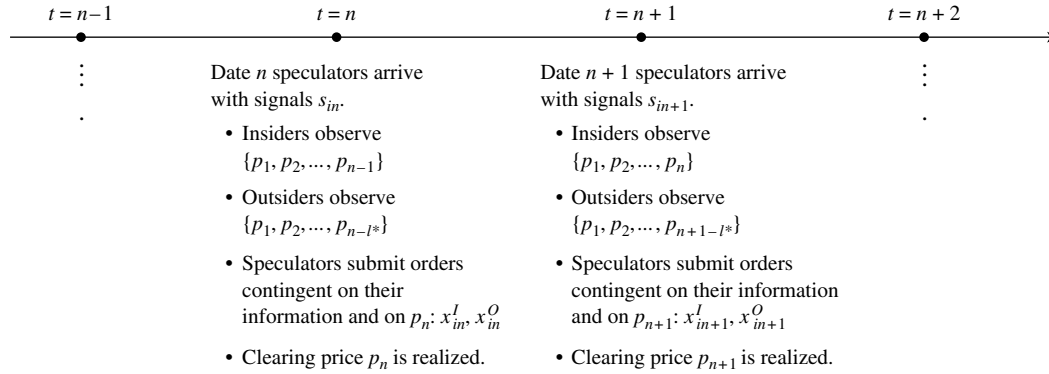 t = n–1
t = n
t = n + 1
t = n + 2
Date n speculators arrive
with signals s_{in}.
• Insiders observe
{p_1, p_2, ..., p_{n−1}}
• Outsiders observe
{p_1, p_2, ..., p_{n−l*}}
• Speculators submit orders
contingent on their
information and on p_n: x^I_{in}, x^O_{in}
• Clearing price p_n is realized.
Date n + 1 speculators arrive
with signals s_{in+1}.
• Insiders observe
{p_1, p_2, ..., p_n}
• Outsiders observe
{p_1, p_2, ..., p_{n+1−l*}}
• Speculators submit orders
contingent on their information
and on p_{n+1}: x^I_{in+1}, x^O_{in+1}
• Clearing price p_{n+1} is realized.